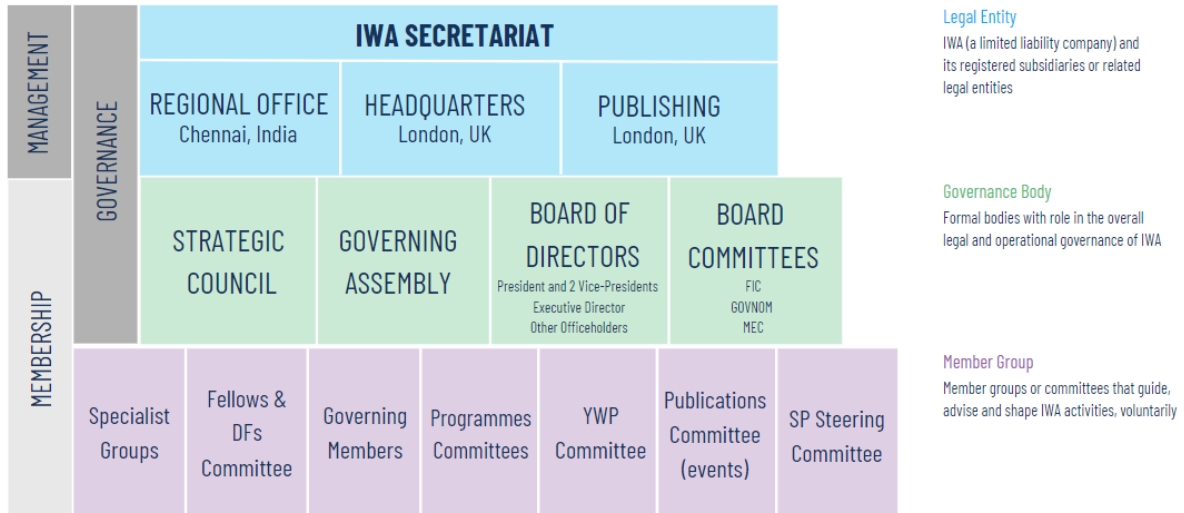 MANAGEMENT
GOVERNANCE
MEMBERSHIP
IWA SECRETARIAT
REGIONAL OFFICE
Chennai, India
HEADQUARTERS
London, UK
PUBLISHING
London, UK
STRATEGIC
COUNCIL
GOVERNING
ASSEMBLY
BOARD OF
DIRECTORS
President and 2 Vice-Presidents
Executive Director
Other Officeholders
BOARD
COMMITTEES
FIC
GOVNOM
MEC
Specialist
Groups
Fellows &
DFs
Committee
Governing
Members
Programmes
Committees
YWP
Committee
Publications
Committee
(events)
SP Steering
Committee
Legal Entity
IWA (a limited liability company) and
its registered subsidiaries or related
legal entities
Governance Body
Formal bodies with role in the overall
legal and operational governance of IWA
Member Group
Member groups or committees that guide,
advise and shape IWA activities, voluntarily